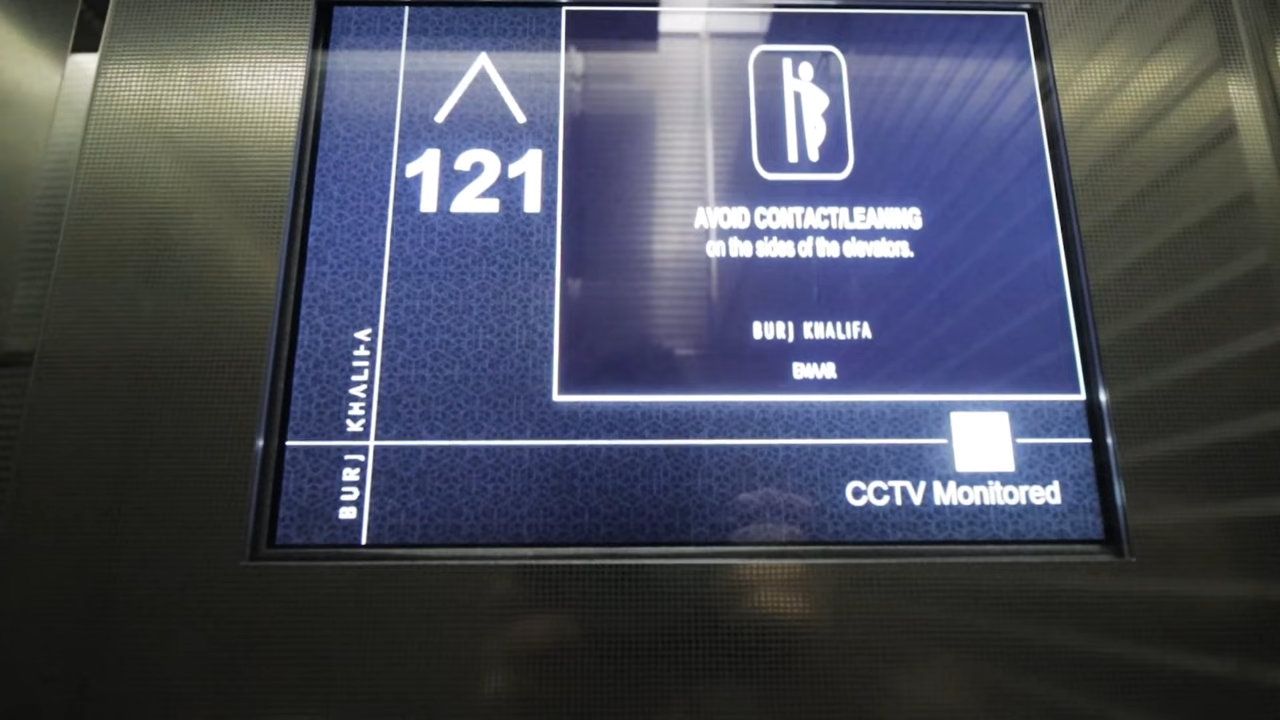 121
AVOID CONTACT/LEANING
on the sides of the elevators.
BURJ KHALIFA
EMAAR
BURJ KHALIFA
CCTV Monitored